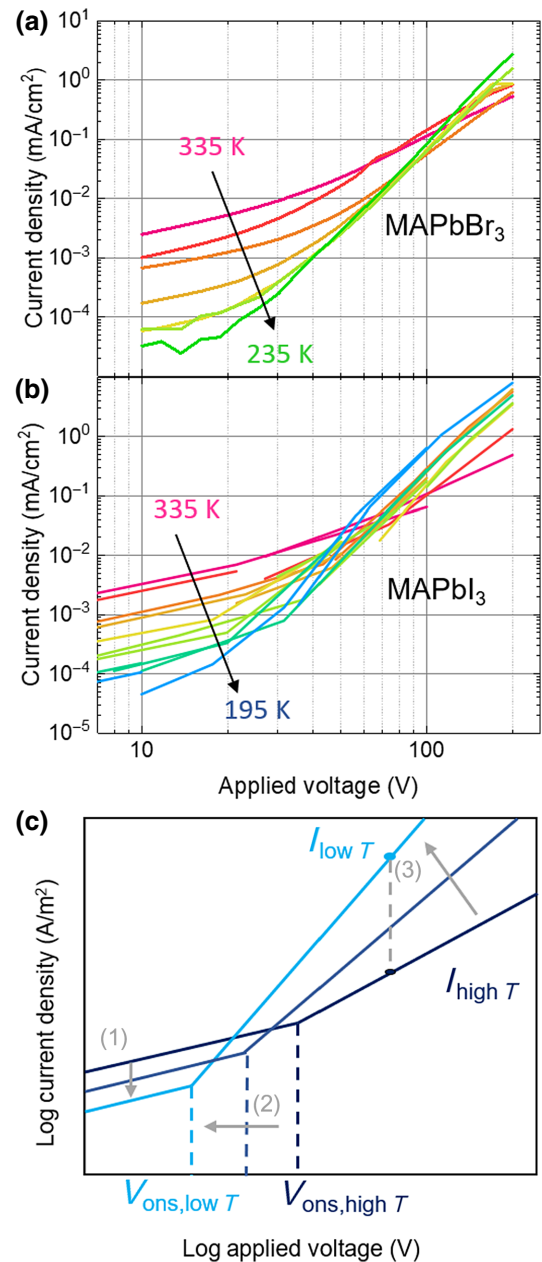 (a)
10¹
10⁰
10⁻¹
10⁻²
10⁻³
10⁻⁴
Current density (mA/cm²)
335 K
MAPbBr₃
235 K
(b)
10⁰
10⁻¹
10⁻²
10⁻³
10⁻⁴
10⁻⁵
Current density (mA/cm²)
335 K
MAPbI₃
195 K
10 100
Applied voltage (V)
(c)
Log current density (A/m²)
I low T
(3)
I high T
(1)
(2)
V ons,low T V ons,high T
Log applied voltage (V)